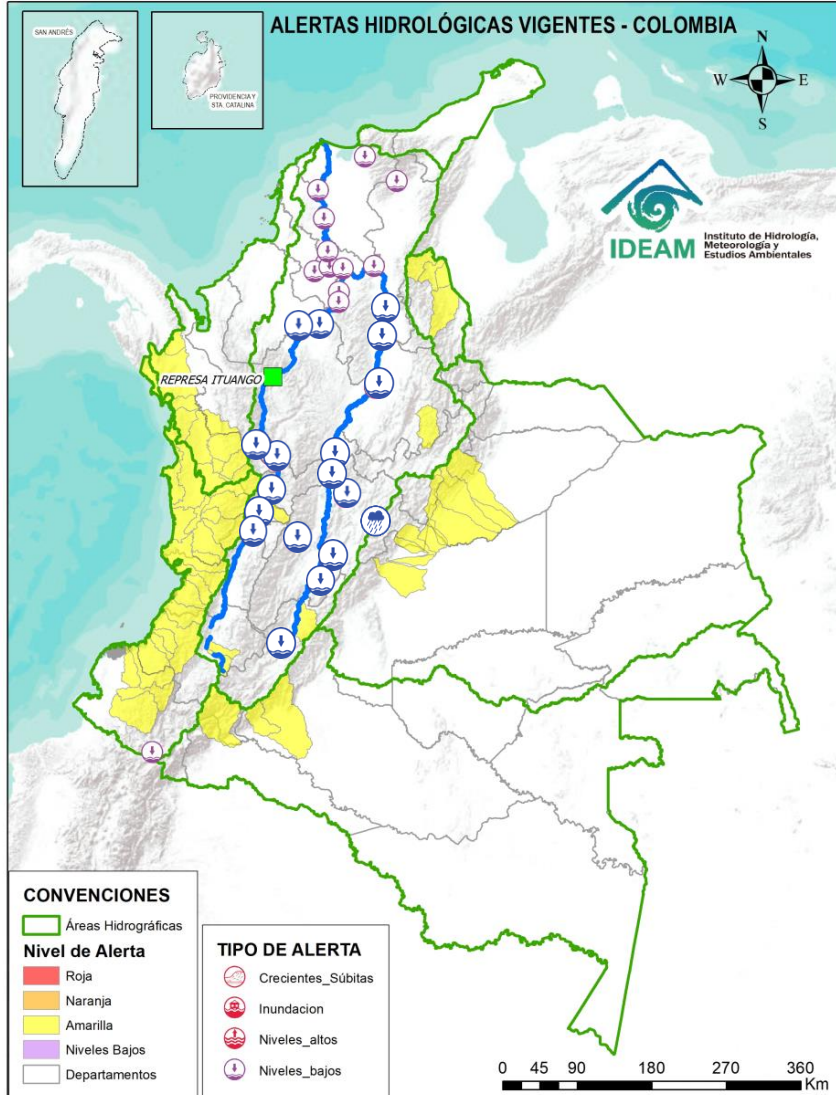 ALERTAS HIDROLÓGICAS VIGENTES - COLOMBIA
SAN ANDRÉS
PROVIDENCIA Y
STA. CATALINA
N
W
E
S
IDEAM
Instituto de Hidrología,
Meteorología y
Estudios Ambientales
REPRESA ITUANGO
CONVENCIONES
Áreas Hidrográficas
Nivel de Alerta
Roja
Naranja
Amarilla
Niveles Bajos
Departamentos
TIPO DE ALERTA
Crecientes_Súbitas
Inundacion
Niveles_altos
Niveles_bajos
0 45 90 180 270 360
Km